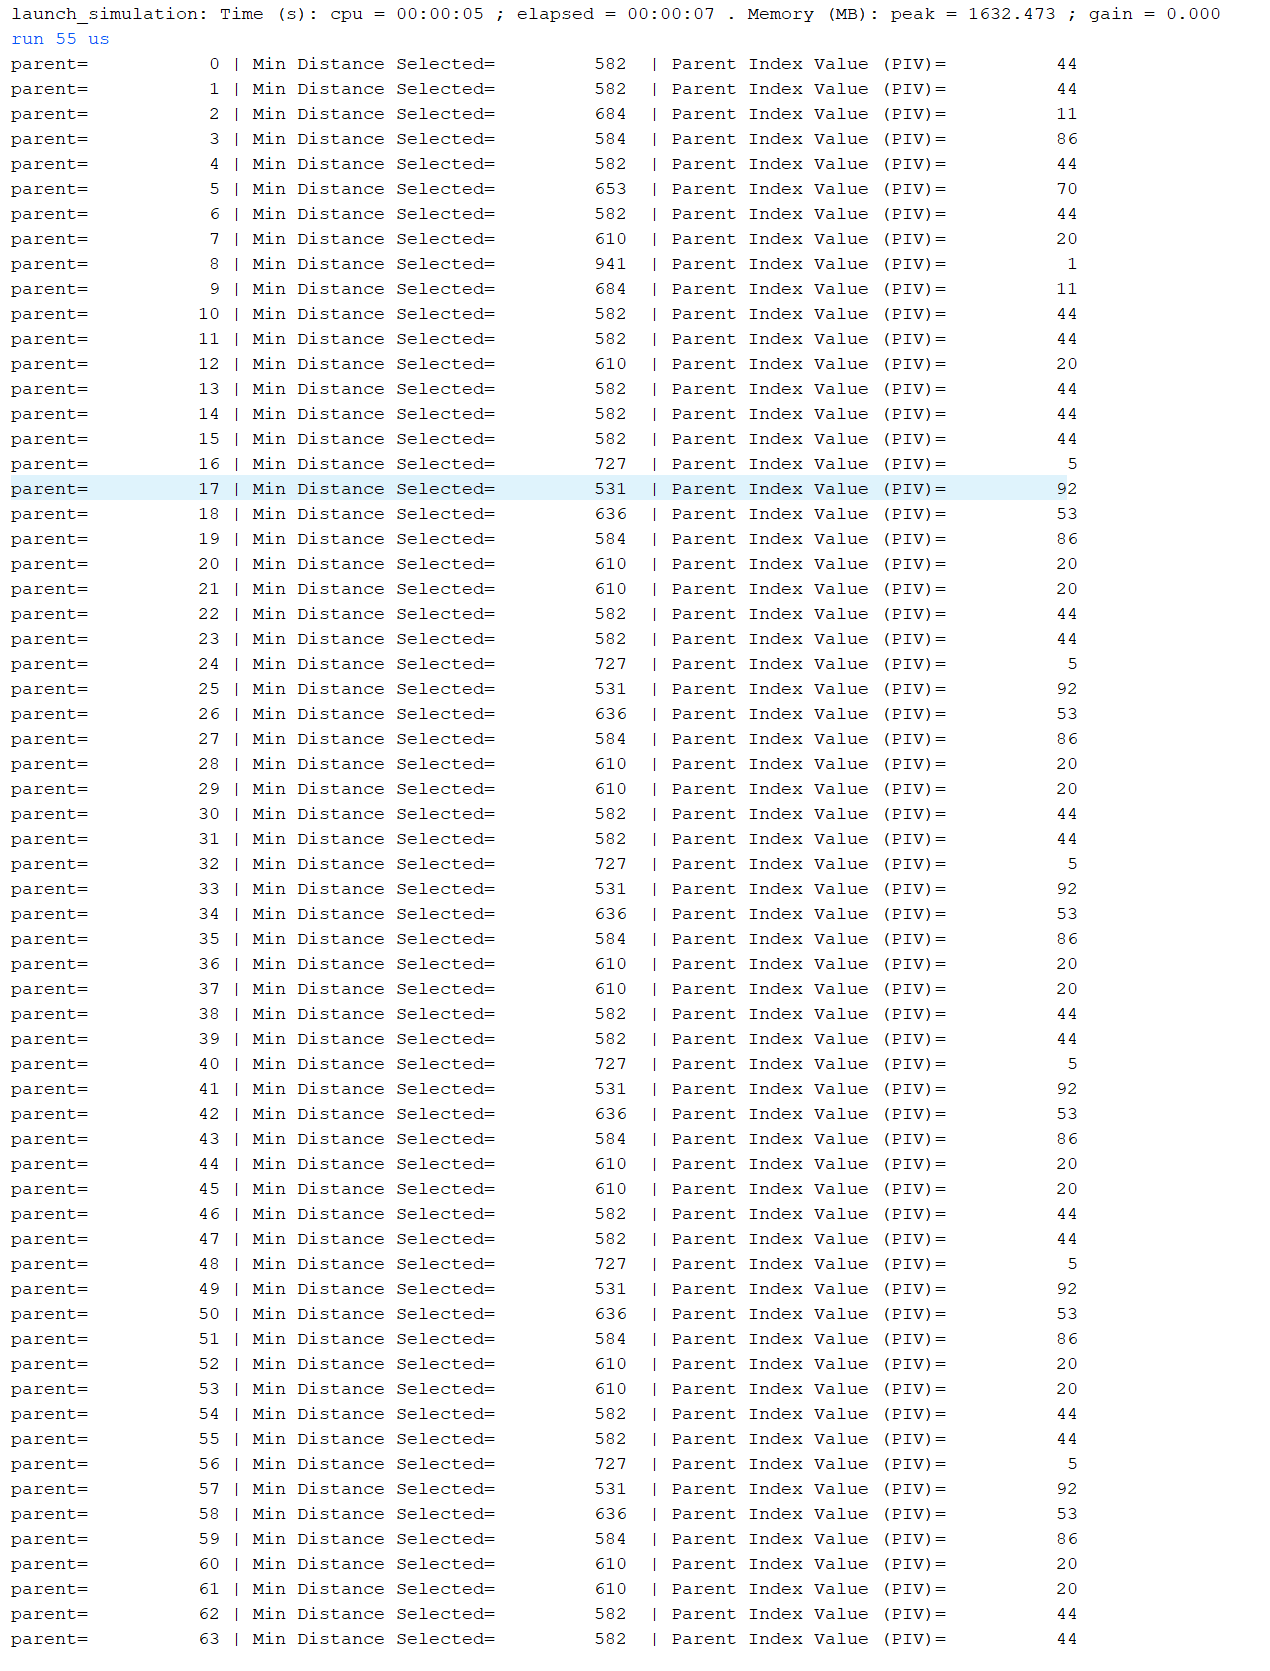 launch_simulation: Time (s): cpu = 00:00:05 ; elapsed = 00:00:07 . Memory (MB): peak = 1632.473 ; gain = 0.000
run 55 us
parent=          0 | Min Distance Selected=         582  | Parent Index Value (PIV)=          44
parent=          1 | Min Distance Selected=         582  | Parent Index Value (PIV)=          44
parent=          2 | Min Distance Selected=         684  | Parent Index Value (PIV)=          11
parent=          3 | Min Distance Selected=         584  | Parent Index Value (PIV)=          86
parent=          4 | Min Distance Selected=         582  | Parent Index Value (PIV)=          44
parent=          5 | Min Distance Selected=         653  | Parent Index Value (PIV)=          70
parent=          6 | Min Distance Selected=         582  | Parent Index Value (PIV)=          44
parent=          7 | Min Distance Selected=         610  | Parent Index Value (PIV)=          20
parent=          8 | Min Distance Selected=         941  | Parent Index Value (PIV)=           1
parent=          9 | Min Distance Selected=         684  | Parent Index Value (PIV)=          11
parent=         10 | Min Distance Selected=         582  | Parent Index Value (PIV)=          44
parent=         11 | Min Distance Selected=         582  | Parent Index Value (PIV)=          44
parent=         12 | Min Distance Selected=         610  | Parent Index Value (PIV)=          20
parent=         13 | Min Distance Selected=         582  | Parent Index Value (PIV)=          44
parent=         14 | Min Distance Selected=         582  | Parent Index Value (PIV)=          44
parent=         15 | Min Distance Selected=         582  | Parent Index Value (PIV)=          44
parent=         16 | Min Distance Selected=         727  | Parent Index Value (PIV)=           5
parent=         17 | Min Distance Selected=         531  | Parent Index Value (PIV)=          92
parent=         18 | Min Distance Selected=         636  | Parent Index Value (PIV)=          53
parent=         19 | Min Distance Selected=         584  | Parent Index Value (PIV)=          86
parent=         20 | Min Distance Selected=         610  | Parent Index Value (PIV)=          20
parent=         21 | Min Distance Selected=         610  | Parent Index Value (PIV)=          20
parent=         22 | Min Distance Selected=         582  | Parent Index Value (PIV)=          44
parent=         23 | Min Distance Selected=         582  | Parent Index Value (PIV)=          44
parent=         24 | Min Distance Selected=         727  | Parent Index Value (PIV)=           5
parent=         25 | Min Distance Selected=         531  | Parent Index Value (PIV)=          92
parent=         26 | Min Distance Selected=         636  | Parent Index Value (PIV)=          53
parent=         27 | Min Distance Selected=         584  | Parent Index Value (PIV)=          86
parent=         28 | Min Distance Selected=         610  | Parent Index Value (PIV)=          20
parent=         29 | Min Distance Selected=         610  | Parent Index Value (PIV)=          20
parent=         30 | Min Distance Selected=         582  | Parent Index Value (PIV)=          44
parent=         31 | Min Distance Selected=         582  | Parent Index Value (PIV)=          44
parent=         32 | Min Distance Selected=         727  | Parent Index Value (PIV)=           5
parent=         33 | Min Distance Selected=         531  | Parent Index Value (PIV)=          92
parent=         34 | Min Distance Selected=         636  | Parent Index Value (PIV)=          53
parent=         35 | Min Distance Selected=         584  | Parent Index Value (PIV)=          86
parent=         36 | Min Distance Selected=         610  | Parent Index Value (PIV)=          20
parent=         37 | Min Distance Selected=         610  | Parent Index Value (PIV)=          20
parent=         38 | Min Distance Selected=         582  | Parent Index Value (PIV)=          44
parent=         39 | Min Distance Selected=         582  | Parent Index Value (PIV)=          44
parent=         40 | Min Distance Selected=         727  | Parent Index Value (PIV)=           5
parent=         41 | Min Distance Selected=         531  | Parent Index Value (PIV)=          92
parent=         42 | Min Distance Selected=         636  | Parent Index Value (PIV)=          53
parent=         43 | Min Distance Selected=         584  | Parent Index Value (PIV)=          86
parent=         44 | Min Distance Selected=         610  | Parent Index Value (PIV)=          20
parent=         45 | Min Distance Selected=         610  | Parent Index Value (PIV)=          20
parent=         46 | Min Distance Selected=         582  | Parent Index Value (PIV)=          44
parent=         47 | Min Distance Selected=         582  | Parent Index Value (PIV)=          44
parent=         48 | Min Distance Selected=         727  | Parent Index Value (PIV)=           5
parent=         49 | Min Distance Selected=         531  | Parent Index Value (PIV)=          92
parent=         50 | Min Distance Selected=         636  | Parent Index Value (PIV)=          53
parent=         51 | Min Distance Selected=         584  | Parent Index Value (PIV)=          86
parent=         52 | Min Distance Selected=         610  | Parent Index Value (PIV)=          20
parent=         53 | Min Distance Selected=         610  | Parent Index Value (PIV)=          20
parent=         54 | Min Distance Selected=         582  | Parent Index Value (PIV)=          44
parent=         55 | Min Distance Selected=         582  | Parent Index Value (PIV)=          44
parent=         56 | Min Distance Selected=         727  | Parent Index Value (PIV)=           5
parent=         57 | Min Distance Selected=         531  | Parent Index Value (PIV)=          92
parent=         58 | Min Distance Selected=         636  | Parent Index Value (PIV)=          53
parent=         59 | Min Distance Selected=         584  | Parent Index Value (PIV)=          86
parent=         60 | Min Distance Selected=         610  | Parent Index Value (PIV)=          20
parent=         61 | Min Distance Selected=         610  | Parent Index Value (PIV)=          20
parent=         62 | Min Distance Selected=         582  | Parent Index Value (PIV)=          44
parent=         63 | Min Distance Selected=         582  | Parent Index Value (PIV)=          44